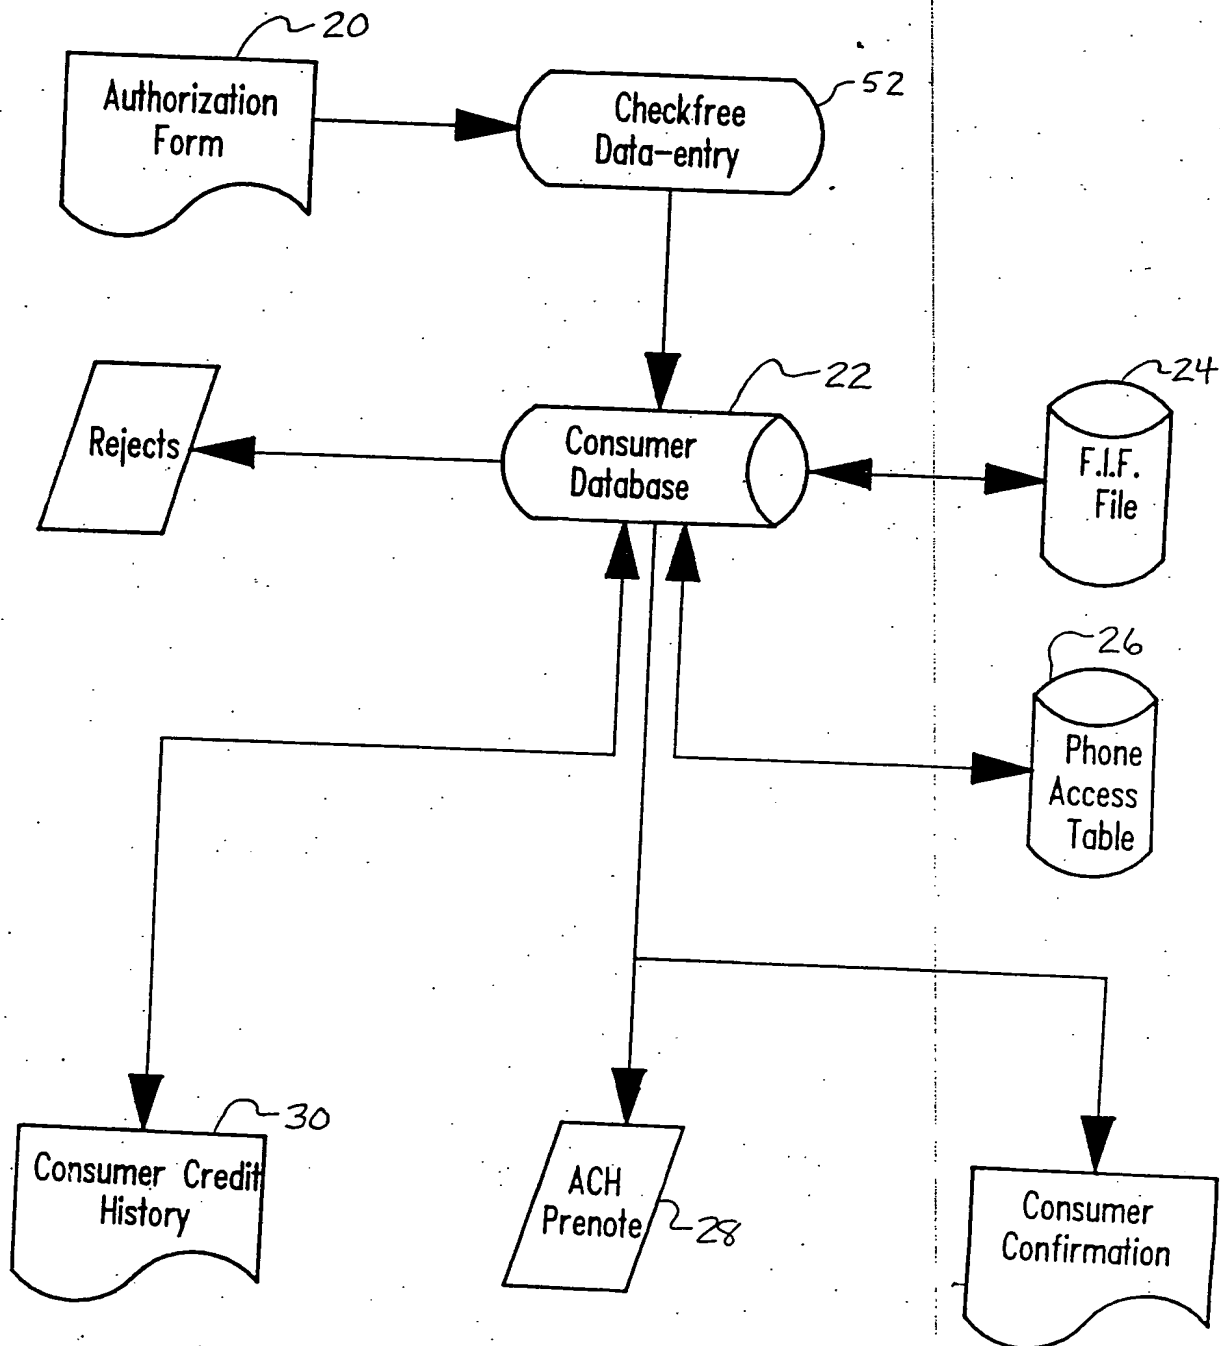 20
Authorization
Form
Checkfree
Data-entry
52
Rejects
Consumer
Database
22
24
F.I.F.
File
26
Phone
Access
Table
30
Consumer Credit
History
ACH
Prenote
28
Consumer
Confirmation